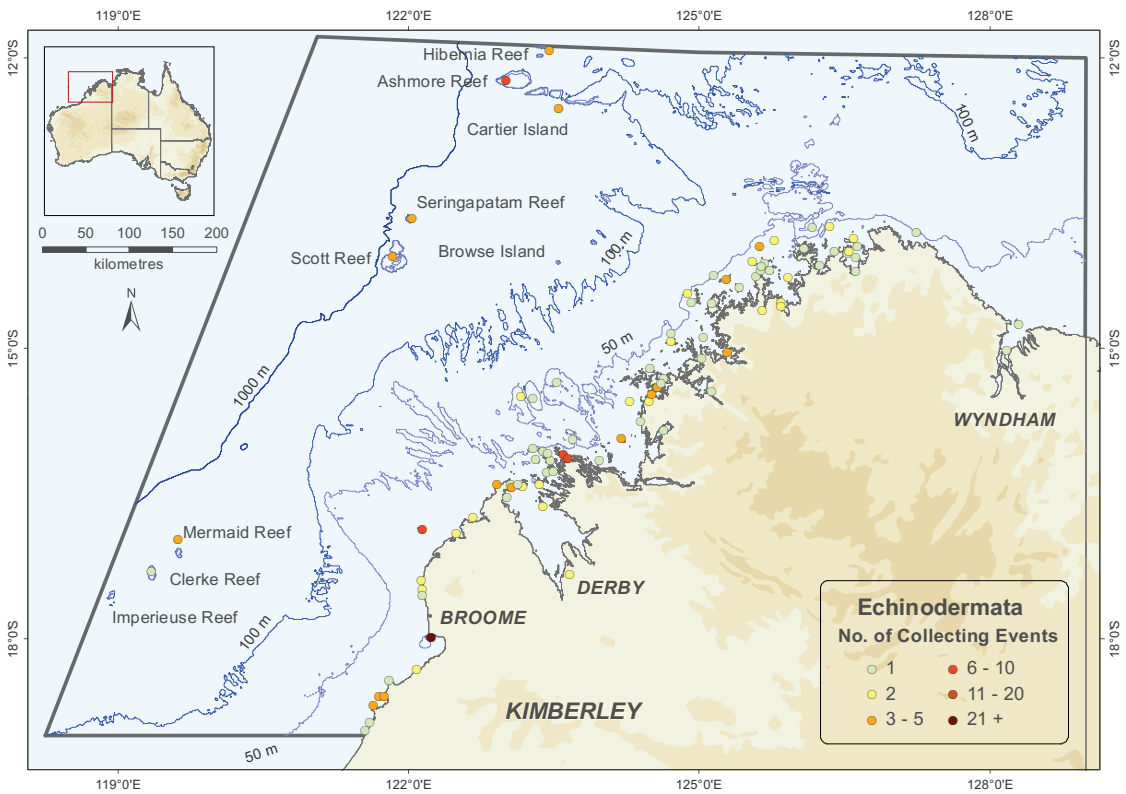 119°0'E 122°0'E 125°0'E 128°0'E
12°0'S
12°0'S
Hibernia Reef
Ashmore Reef
Cartier Island
100 m
Seringapatam Reef
0 50 100 150 200
kilometres
Scott Reef
Browse Island
100 m
N
15°0'S
50 m
15°0'S
1000 m
WYNDHAM
Mermaid Reef
Clerke Reef
Imperieuse Reef
DERBY
BROOME
100 m
18°0'S
18°0'S
Echinodermata
No. of Collecting Events
1 6 - 10
2 11 - 20
3 - 5 21 +
KIMBERLEY
50 m
119°0'E 122°0'E 125°0'E 128°0'E